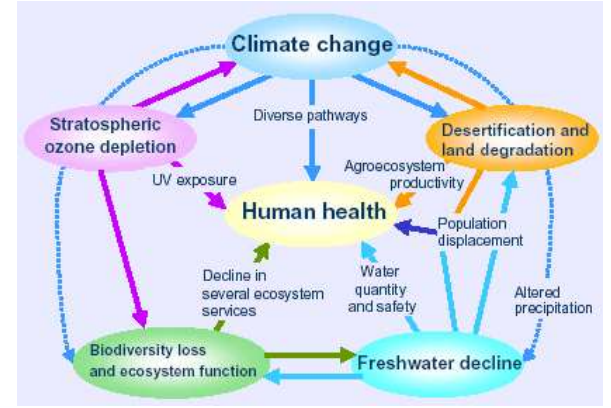 Climate change
Diverse pathways
Stratospheric
ozone depletion
Desertification and
land degradation
UV exposure
Agroecosystem
productivity
Human health
Population
displacement
Decline in
several ecosystem
services
Water
quantity
and safety
Altered
precipitation
Biodiversity loss
and ecosystem function
Freshwater decline